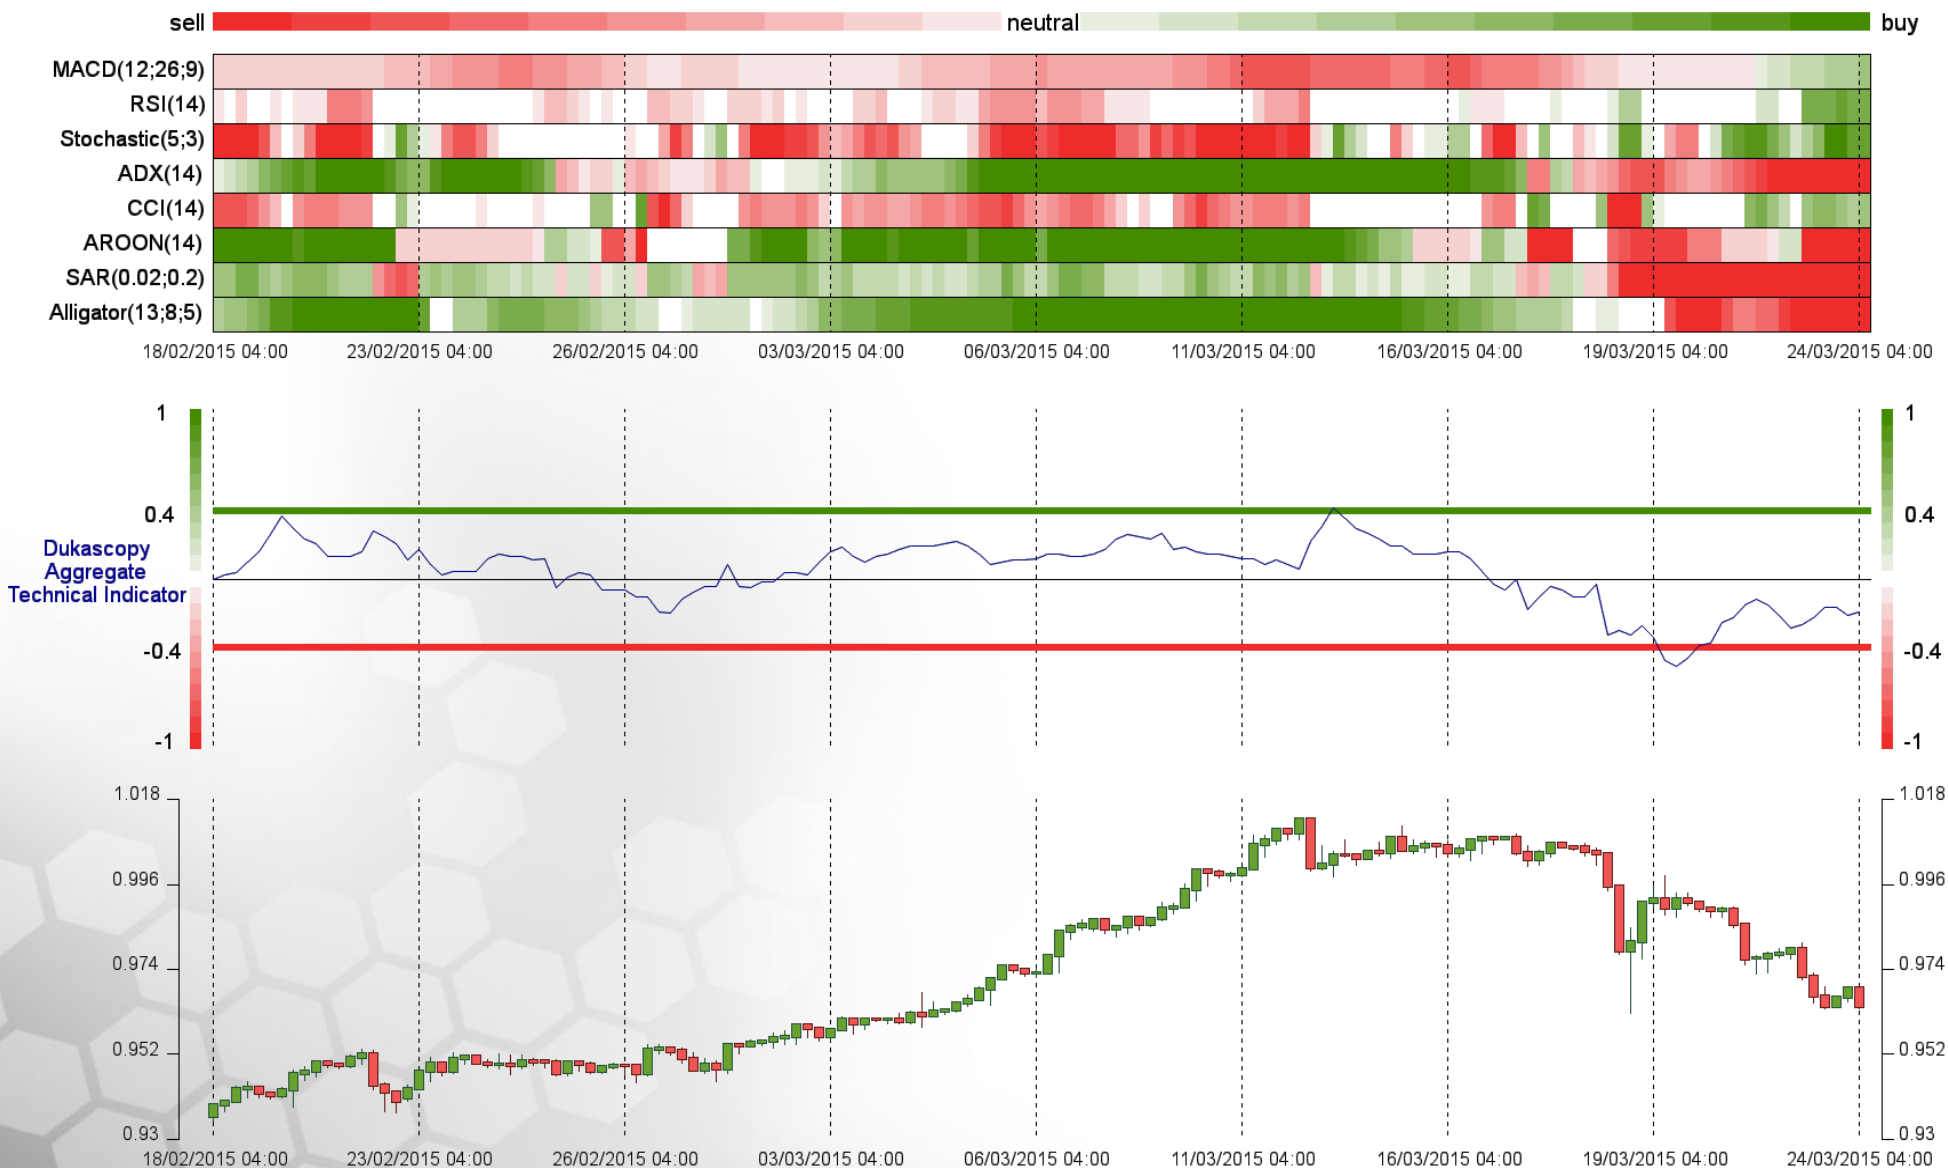 sell neutral buy
MACD(12;26;9)
RSI(14)
Stochastic(5;3)
ADX(14)
CCI(14)
AROON(14)
SAR(0.02;0.2)
Alligator(13;8;5)
18/02/2015 04:00 23/02/2015 04:00 26/02/2015 04:00 03/03/2015 04:00 06/03/2015 04:00 11/03/2015 04:00 16/03/2015 04:00 19/03/2015 04:00 24/03/2015 04:00
1 1
0.4 0.4
Dukascopy
Aggregate
Technical Indicator
-0.4 -0.4
-1 -1
1.018 1.018
0.996 0.996
0.974 0.974
0.952 0.952
0.93 0.93
18/02/2015 04:00 23/02/2015 04:00 26/02/2015 04:00 03/03/2015 04:00 06/03/2015 04:00 11/03/2015 04:00 16/03/2015 04:00 19/03/2015 04:00 24/03/2015 04:00